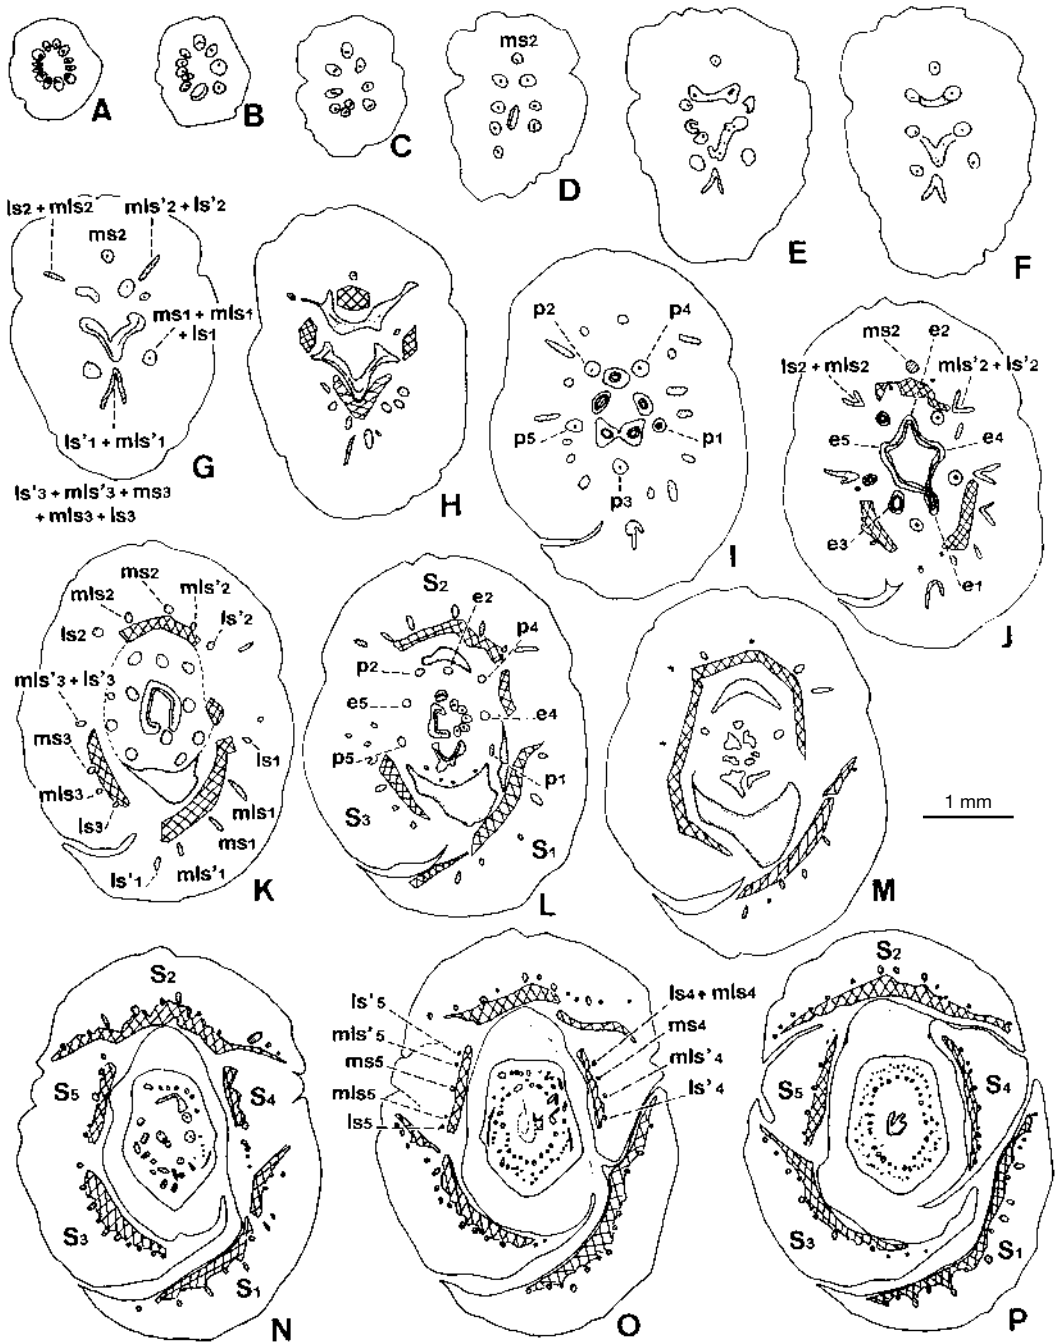 A
B
C
ms2
D
E
F
ls2 + mls2
mls'2 + ls'2
ms2
ms1 + mls1
+ ls1
ls'1 + mls'1
G
ls'3 + mls'3 + ms3
+ mls3 + ls3
H
p2
p4
p5
p1
p3
I
ms2
e2
ls2 + mls2
mls'2 + ls'2
e5
e4
e3
e1
J
ms2
mls2
mls'2
ls2
ls'2
mls'3 + ls'3
ms3
mls3
ls3
ls1
mls1
ms1
mls'1
ls'1
K
S2
e2
p4
p2
e5
e4
p5
p1
S3
S1
L
M
1 mm
S2
S5
S4
S3
S1
N
ls'5
mls'5
ms5
mls5
ls5
ls4 + mls4
ms4
mls'4
ls'4
O
S2
S5
S4
S3
S1
P